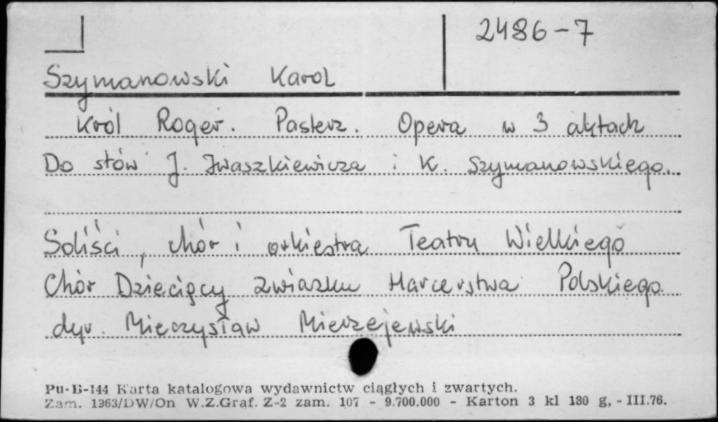 2486-7
Szymanowski Karol
Król Roger. Pasterz. Opera w 3 aktach
Do słów J. Iwaszkiewicza i K. Szymanowskiego.
Soliści, chór i orkiestra Teatru Wielkiego
Chór Dziecięcy Związku Harcerstwa Polskiego
dyr. Mieczysław Mierzejewski
Pu-B-144 Karta katalogowa wydawnictw ciągłych i zwartych.
Zam. 1363/DW/On W.Z.Graf. Z-2 zam. 107 - 9.700.000 - Karton 3 kl 180 g, - III.76.